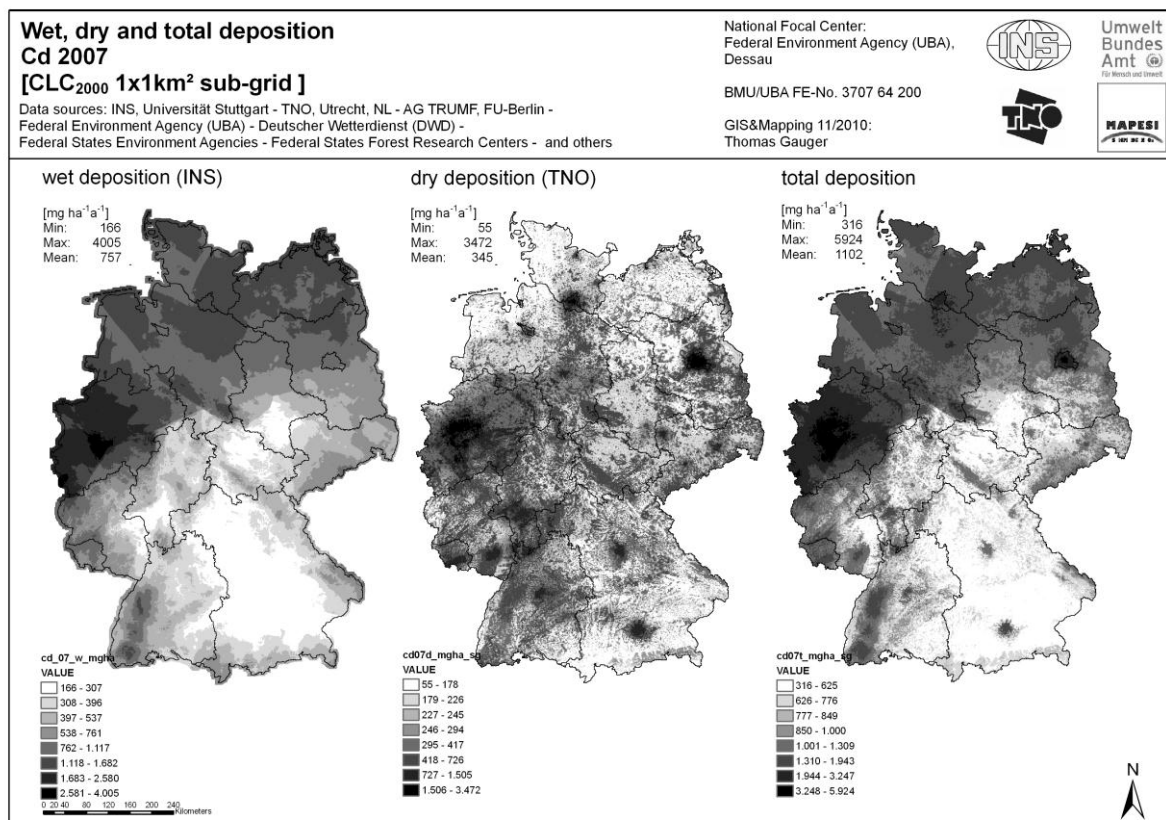 Wet, dry and total deposition
Cd 2007
[CLC2000 1x1km² sub-grid ]
Data sources: INS, Universität Stuttgart - TNO, Utrecht, NL - AG TRUMF, FU-Berlin -
Federal Environment Agency (UBA) - Deutscher Wetterdienst (DWD) -
Federal States Environment Agencies - Federal States Forest Research Centers - and others
National Focal Center:
Federal Environment Agency (UBA),
Dessau
BMU/UBA FE-No. 3707 64 200
GIS&Mapping 11/2010:
Thomas Gauger
INS
Umwelt
Bundes
Amt
Für Mensch und Umwelt
TNO
MAPESI
wet deposition (INS)
[mg ha-1a-1]
Min: 166
Max: 4005
Mean: 757
cd_07_w_mgha
VALUE
166 - 307
308 - 396
397 - 537
538 - 761
762 - 1.117
1.118 - 1.682
1.683 - 2.580
2.581 - 4.005
0 20 40 80 120 160 200 240
Kilometers
dry deposition (TNO)
[mg ha-1a-1]
Min: 55
Max: 3472
Mean: 345
cd07d_mgha_sg
VALUE
55 - 178
179 - 226
227 - 245
246 - 294
295 - 417
418 - 726
727 - 1.505
1.506 - 3.472
total deposition
[mg ha-1a-1]
Min: 316
Max: 5924
Mean: 1102
cd07t_mgha_sg
VALUE
316 - 625
626 - 776
777 - 849
850 - 1.000
1.001 - 1.309
1.310 - 1.943
1.944 - 3.247
3.248 - 5.924
N